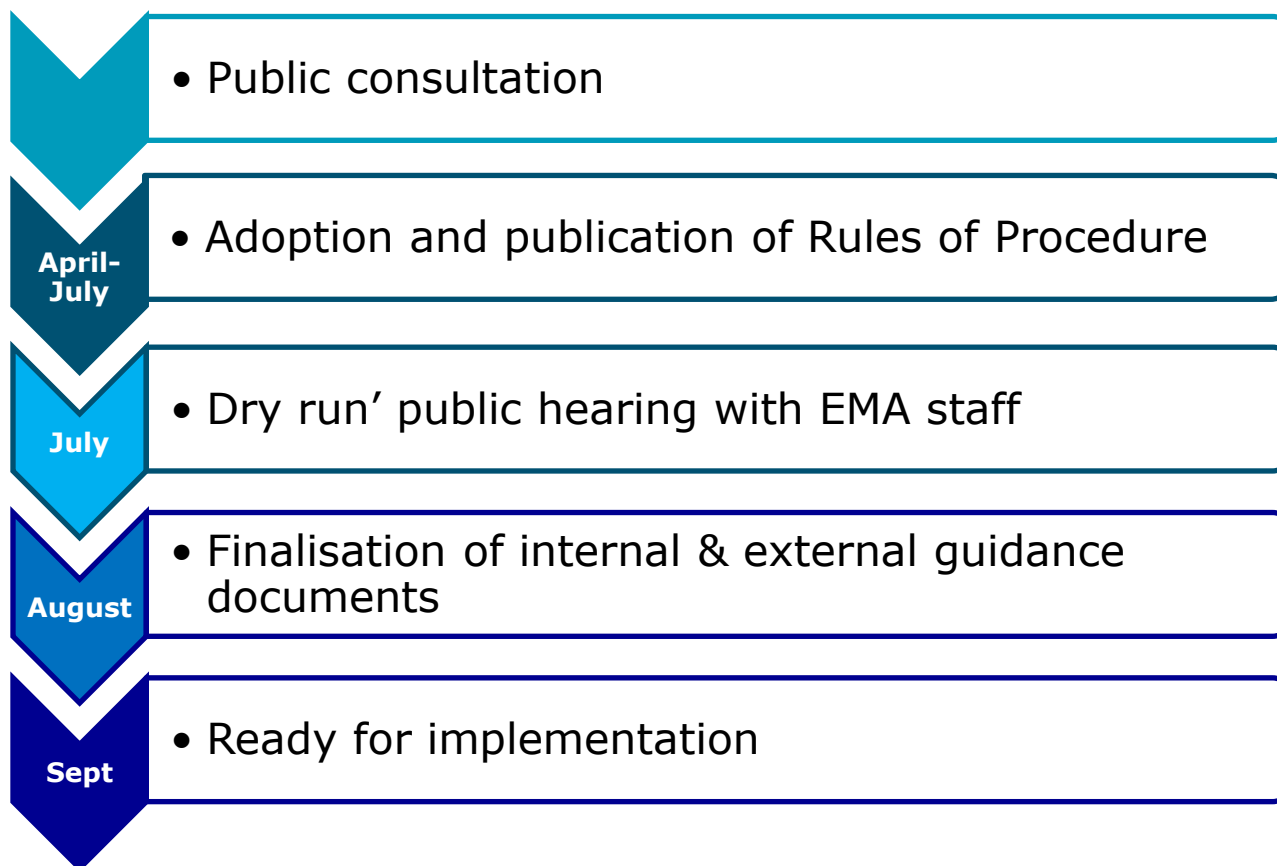 • Public consultation
April-
July
• Adoption and publication of Rules of Procedure
July
• Dry run’ public hearing with EMA staff
August
• Finalisation of internal & external guidance
documents
Sept
• Ready for implementation